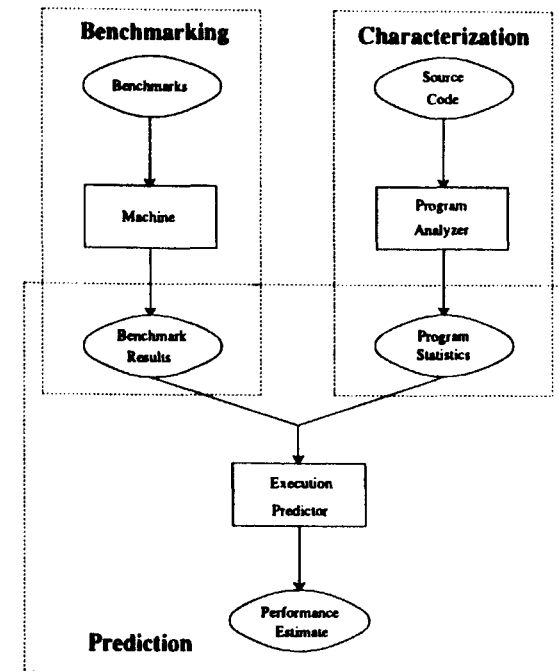 Benchmarking
Characterization
Benchmarks
Source
Code
Machine
Program
Analyzer
Benchmark
Results
Program
Statistics
Execution
Predictor
Performance
Estimate
Prediction